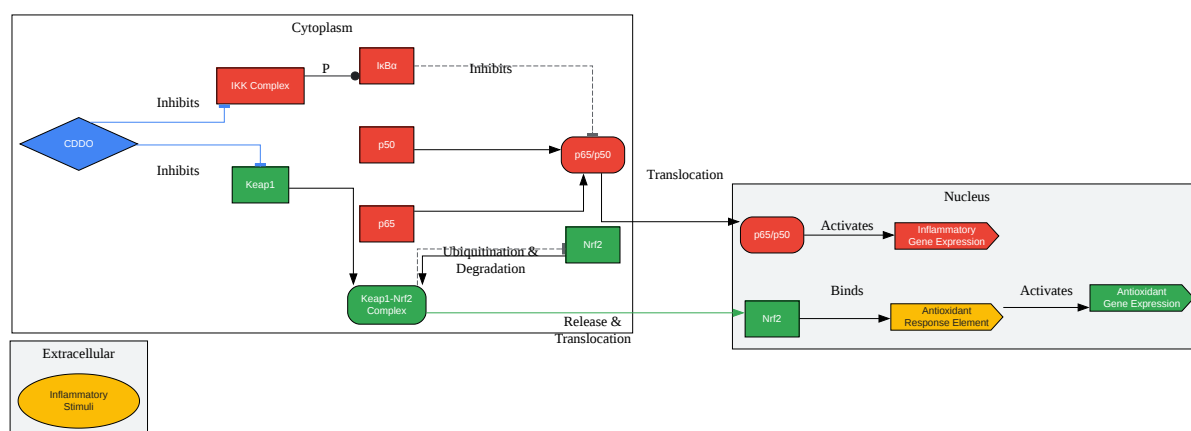 Cytoplasm
IκBα
P
Inhibits
IKK Complex
Inhibits
CDDO
p50
p65/p50
Inhibits
Keap1
Translocation
Nucleus
p65
p65/p50
Activates
Inflammatory
Gene Expression
Nrf2
Ubiquitination &
Degradation
Keap1-Nrf2
Complex
Release &
Translocation
Nrf2
Binds
Antioxidant
Response Element
Activates
Antioxidant
Gene Expression
Extracellular
Inflammatory
Stimuli